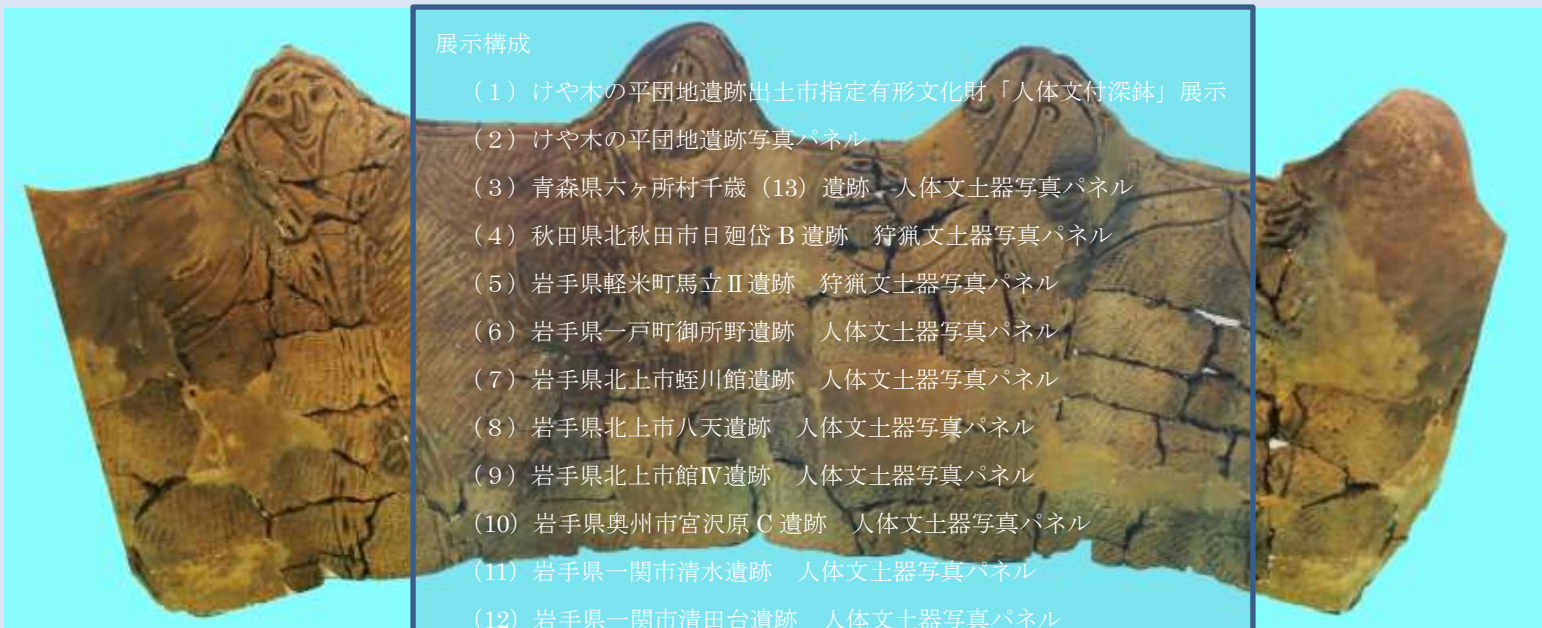 展示構成
（1）けや木の平団地遺跡出土市指定有形文化財「人体文付深鉢」展示
（2）けや木の平団地遺跡写真パネル
（3）青森県六ヶ所村千歳（13）遺跡　人体文土器写真パネル
（4）秋田県北秋田市日廻岱 B 遺跡　狩猟文土器写真パネル
（5）岩手県軽米町馬立Ⅱ遺跡　狩猟文土器写真パネル
（6）岩手県一戸町御所野遺跡　人体文土器写真パネル
（7）岩手県北上市蛭川館遺跡　人体文土器写真パネル
（8）岩手県北上市八天遺跡　人体文土器写真パネル
（9）岩手県北上市館Ⅳ遺跡　人体文土器写真パネル
（10）岩手県奥州市宮沢原 C 遺跡　人体文土器写真パネル
（11）岩手県一関市清水遺跡　人体文土器写真パネル
（12）岩手県一関市清田台遺跡　人体文土器写真パネル